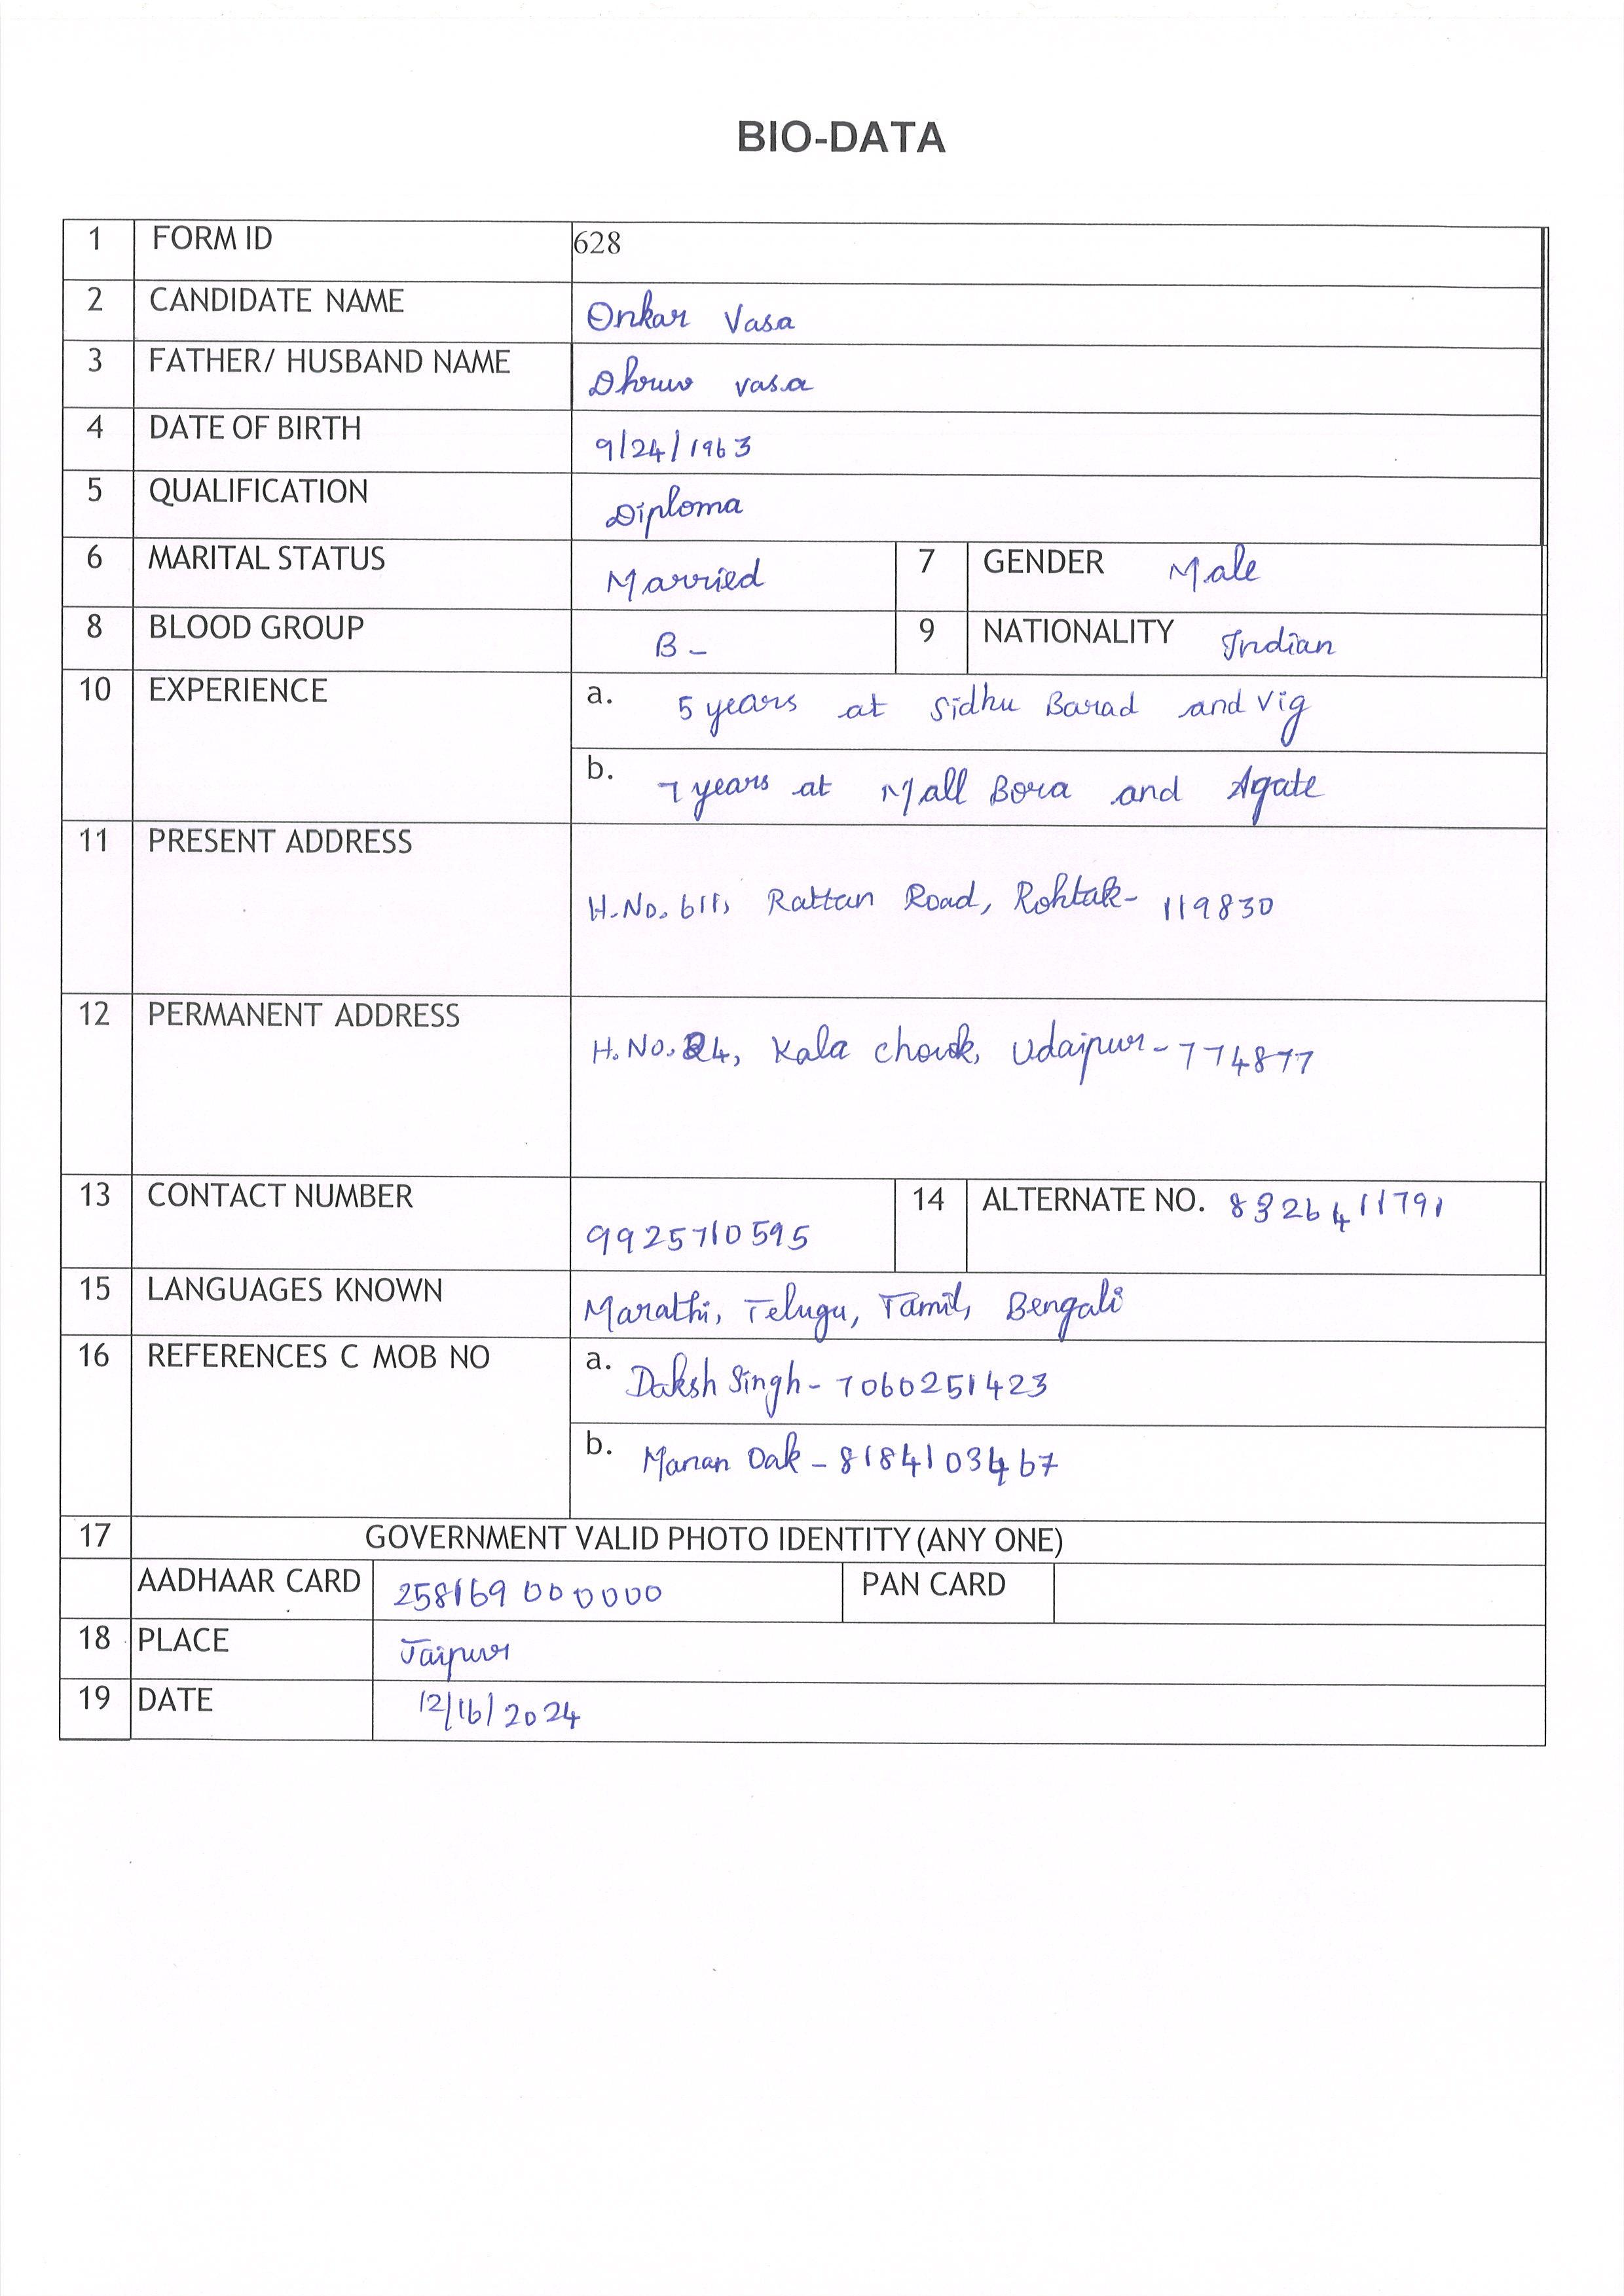 BIO-DATA
1 FORM ID 628
2 CANDIDATE NAME Onkar Vasa
3 FATHER/ HUSBAND NAME Dhruv vasa
4 DATE OF BIRTH 9/24/1963
5 QUALIFICATION Diploma
6 MARITAL STATUS Married 7 GENDER Male
8 BLOOD GROUP B- 9 NATIONALITY Indian
10 EXPERIENCE a. 5 years at Sidhu Barad and Vig
b. 7 years at Mall Bora and Agate
11 PRESENT ADDRESS
H.No. 611, Rattan Road, Rohtak- 119830
12 PERMANENT ADDRESS
H.No. 24, Kala chowk, Udaipur-774877
13 CONTACT NUMBER 9925710595 14 ALTERNATE NO. 8326411791
15 LANGUAGES KNOWN Marathi, Telugu, Tamil, Bengali
16 REFERENCES C MOB NO a. Daksh Singh- 7060251423
b. Manan Oak - 8184103467
17 GOVERNMENT VALID PHOTO IDENTITY (ANY ONE)
AADHAAR CARD 258169 000000 PAN CARD
18 PLACE Jaipur
19 DATE 12/16/2024